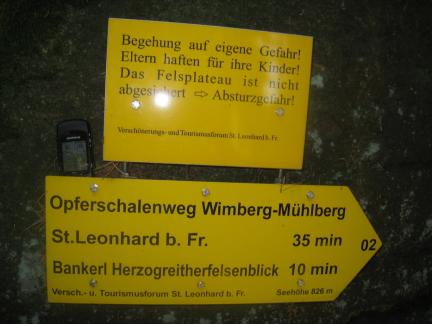 Begehung auf eigene Gefahr!
Eltern haften für ihre Kinder!
Das Felsplateau ist nicht
abgesichert ⇨ Absturzgefahr!
Verschönerungs- und Tourismusforum St. Leonhard b. Fr.
Opferschalenweg Wimberg-Mühlberg
St.Leonhard b. Fr. 35 min
02
Bankerl Herzogreitherfelsenblick 10 min
Versch.- u. Tourismusforum St. Leonhard b. Fr. Seehöhe 826 m